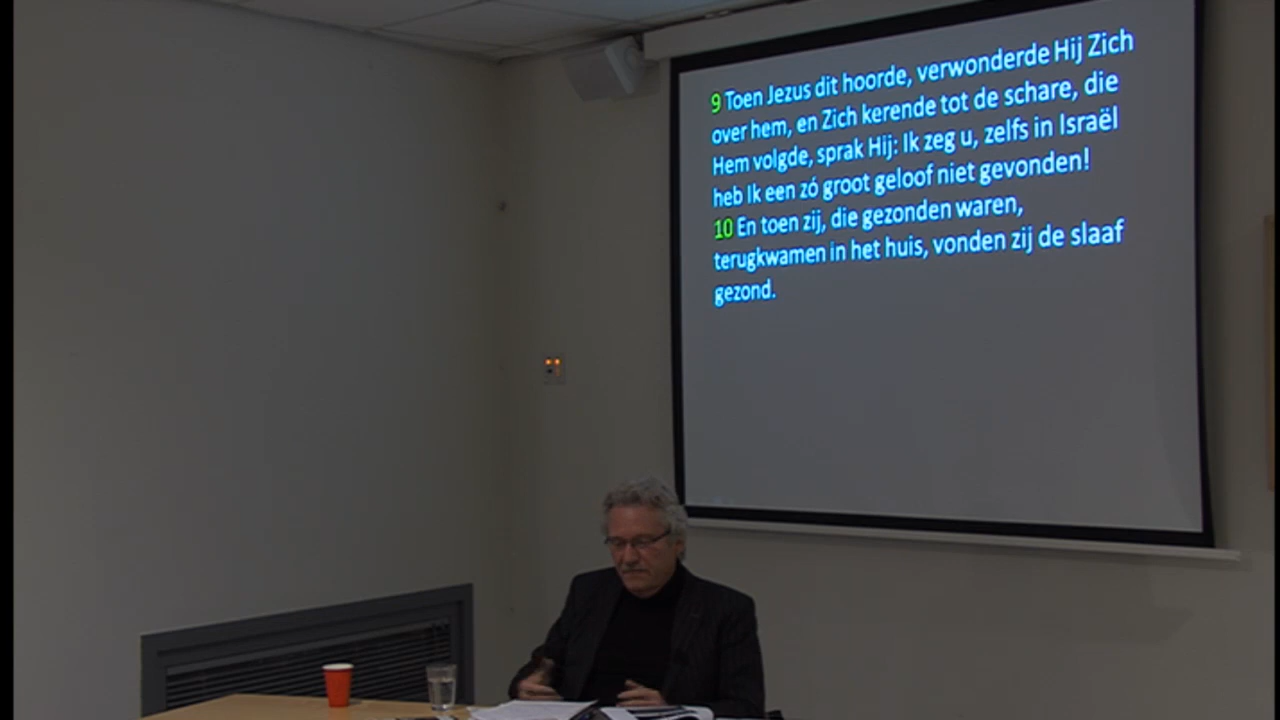 9 Toen Jezus dit hoorde, verwonderde Hij Zich
over hem, en Zich kerende tot de schare, die
Hem volgde, sprak Hij: Ik zeg u, zelfs in Israël
heb Ik een zó groot geloof niet gevonden!
10 En toen zij, die gezonden waren,
terugkwamen in het huis, vonden zij de slaaf
gezond.